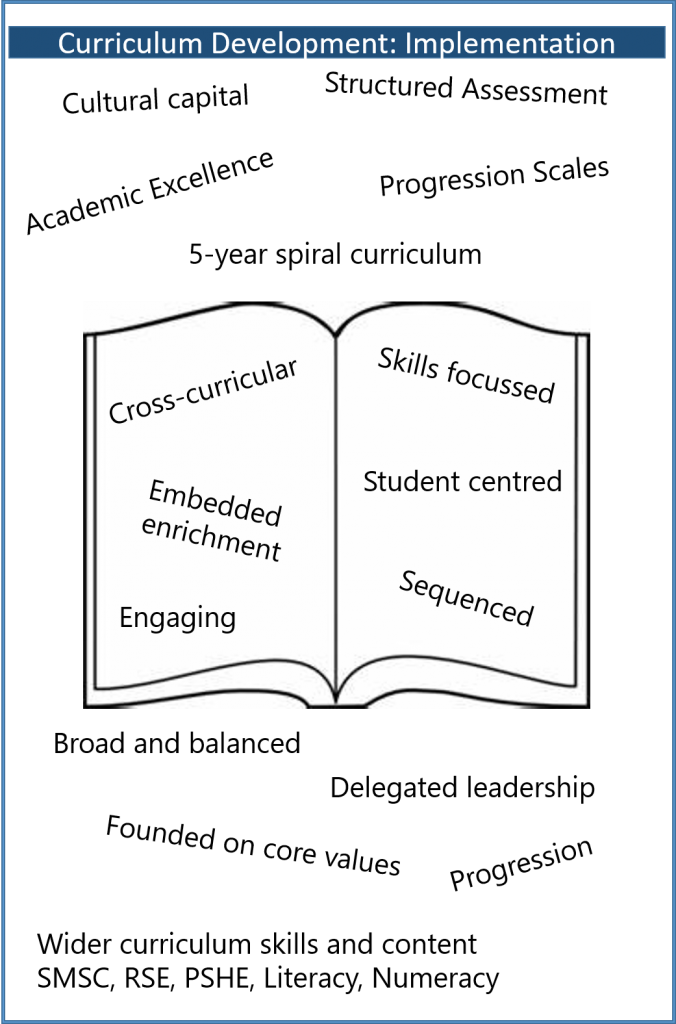 Curriculum Development: Implementation
Cultural capital
Structured Assessment
Academic Excellence
Progression Scales
5-year spiral curriculum
Cross-curricular
Skills focussed
Embedded
enrichment
Student centred
Engaging
Sequenced
Broad and balanced
Delegated leadership
Founded on core values
Progression
Wider curriculum skills and content
SMSC, RSE, PSHE, Literacy, Numeracy